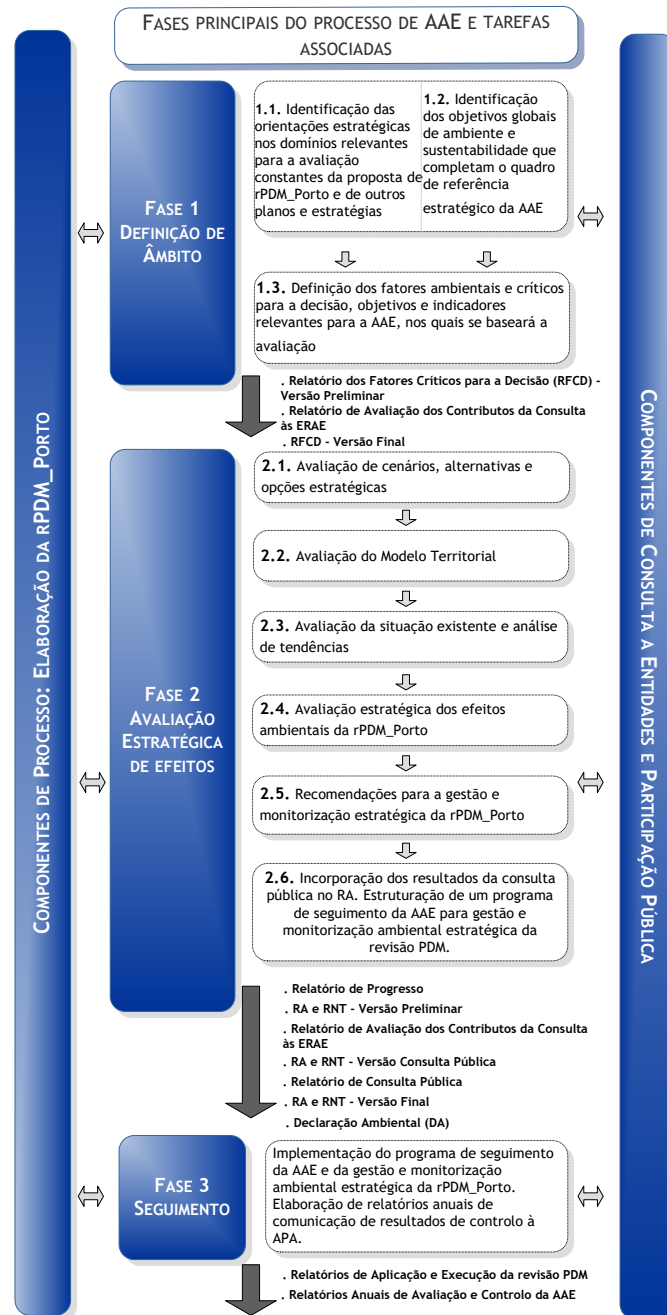 FASES PRINCIPAIS DO PROCESSO DE AAE E TAREFAS
ASSOCIADAS
COMPONENTES DE PROCESSO: ELABORAÇÃO DA RPDM_PORTO
FASE 1
DEFINIÇÃO DE
ÂMBITO
1.1. Identificação das
orientações estratégicas
nos domínios relevantes
para a avaliação
constantes da proposta de
rPDM_Porto e de outros
planos e estratégias
1.2. Identificação
dos objetivos globais
de ambiente e
sustentabilidade que
completam o quadro
de referência
estratégico da AAE
1.3. Definição dos fatores ambientais e críticos
para a decisão, objetivos e indicadores
relevantes para a AAE, nos quais se baseará a
avaliação
. Relatório dos Fatores Críticos para a Decisão (RFCD) -
Versão Preliminar
. Relatório de Avaliação dos Contributos da Consulta
às ERAE
. RFCD - Versão Final
FASE 2
AVALIAÇÃO
ESTRATÉGICA
DE EFEITOS
2.1. Avaliação de cenários, alternativas e
opções estratégicas
2.2. Avaliação do Modelo Territorial
2.3. Avaliação da situação existente e análise
de tendências
2.4. Avaliação estratégica dos efeitos
ambientais da rPDM_Porto
2.5. Recomendações para a gestão e
monitorização estratégica da rPDM_Porto
2.6. Incorporação dos resultados da consulta
pública no RA. Estruturação de um programa
de seguimento da AAE para gestão e
monitorização ambiental estratégica da
revisão PDM.
. Relatório de Progresso
. RA e RNT - Versão Preliminar
. Relatório de Avaliação dos Contributos da Consulta
às ERAE
. RA e RNT - Versão Consulta Pública
. Relatório de Consulta Pública
. RA e RNT - Versão Final
. Declaração Ambiental (DA)
FASE 3
SEGUIMENTO
Implementação do programa de seguimento
da AAE e da gestão e monitorização
ambiental estratégica da rPDM_Porto.
Elaboração de relatórios anuais de
comunicação de resultados de controlo à
APA.
. Relatórios de Aplicação e Execução da revisão PDM
. Relatórios Anuais de Avaliação e Controlo da AAE
COMPONENTES DE CONSULTA A ENTIDADES E PARTICIPAÇÃO PÚBLICA